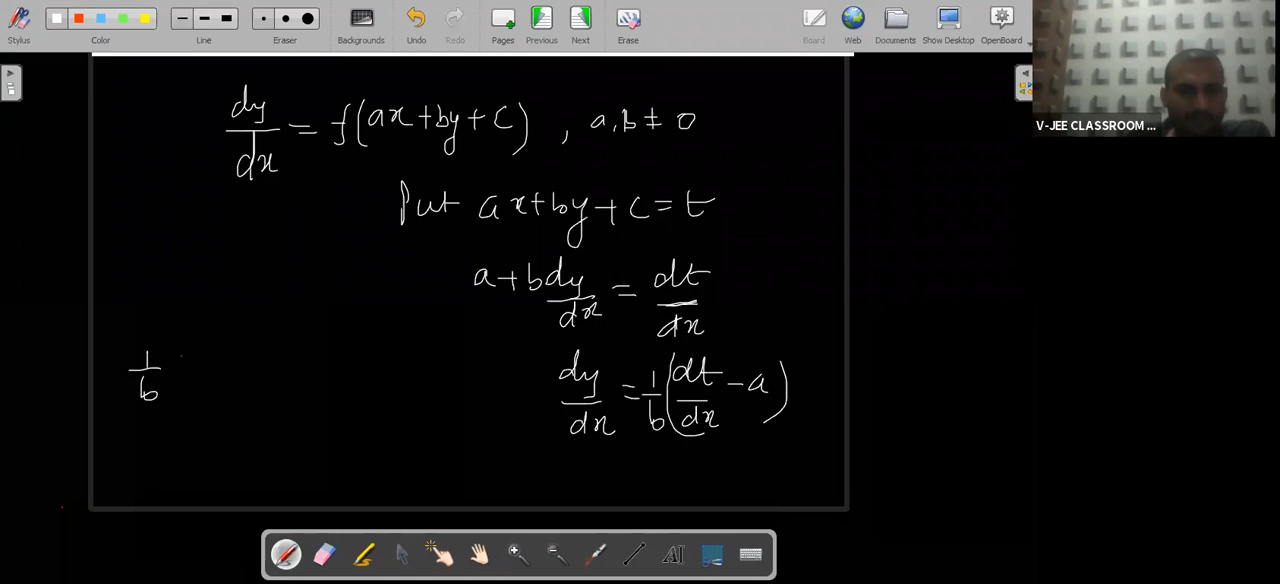 Stylus Color Line Eraser Backgrounds Undo Redo Pages Previous Next Erase Board Web Documents Show Desktop OpenBoard
V-JEE CLASSROOM ...
dy/dx = f(ax+by+c) , a,b ≠ 0
Put ax+by+c = t
a + b dy/dx = dt/dx
1/b
dy/dx = 1/b (dt/dx - a)
AI